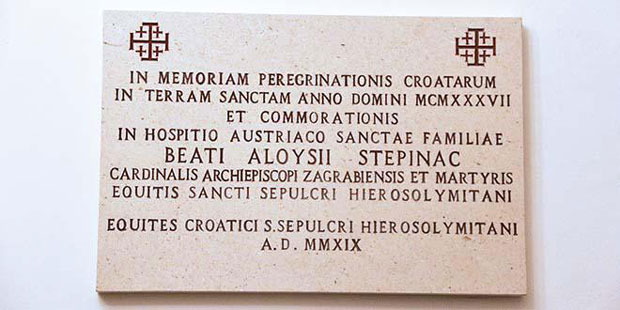 IN MEMORIAM PEREGRINATIONIS CROATARUM
IN TERRAM SANCTAM ANNO DOMINI MCMXXXVII
ET COMMORATIONIS
IN HOSPITIO AUSTRIACO SANCTAE FAMILIAE
BEATI ALOYSII STEPINAC
CARDINALIS ARCHIEPISCOPI ZAGRABIENSIS ET MARTYRIS
EQUITIS SANCTI SEPULCRI HIEROSOLYMITANI
EQUITES CROATICI S. SEPULCRI HIEROSOLYMITANI
A.D. MMXIX